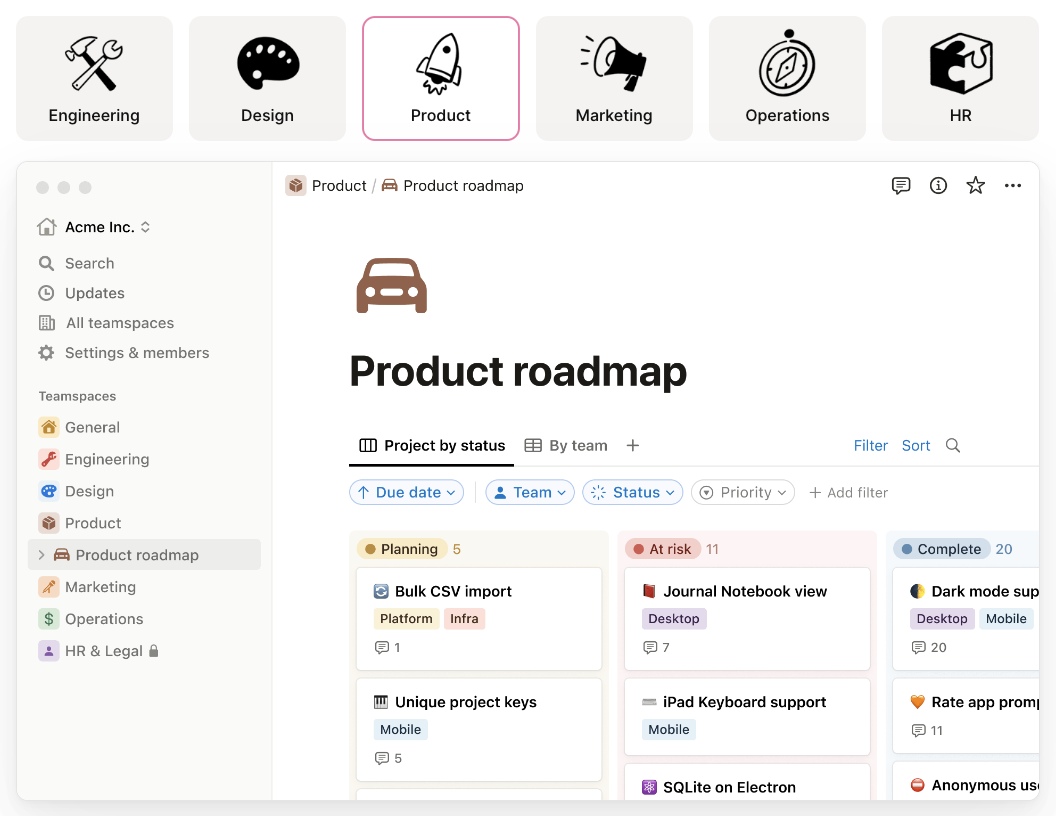 Engineering
Design
Product
Marketing
Operations
HR
Product / Product roadmap
Acme Inc.
Search
Updates
All teamspaces
Settings & members
Teamspaces
General
Engineering
Design
Product
Product roadmap
Marketing
Operations
HR & Legal
Product roadmap
Project by status
By team
Filter
Sort
Due date
Team
Status
Priority
+ Add filter
Planning 5
Bulk CSV import
Platform Infra
1
Unique project keys
Mobile
5
At risk 11
Journal Notebook view
Desktop
7
iPad Keyboard support
Mobile
SQLite on Electron
Complete 20
Dark mode sup
Desktop Mobile
20
Rate app prom
11
Anonymous us